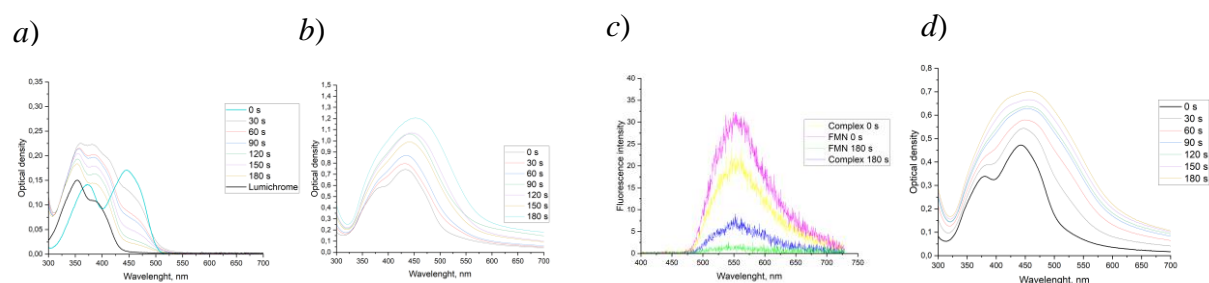 a)
0,35
0,30
0,25
0,20
0,15
0,10
0,05
0,00
Optical density
300 350 400 450 500 550 600 650 700
Wavelenght, nm
0 s
30 s
60 s
90 s
120 s
150 s
180 s
Lumichrome
b)
1,5
1,4
1,3
1,2
1,1
1,0
0,9
0,8
0,7
0,6
0,5
0,4
0,3
0,2
0,1
0,0
Optical density
300 350 400 450 500 550 600 650 700
Wavelenght, nm
0 s
30 s
60 s
90 s
120 s
150 s
180 s
c)
40
35
30
25
20
15
10
5
0
Fluorescence intensity
400 450 500 550 600 650 700 750
Wavelenght, nm
Complex 0 s
FMN 0 s
FMN 180 s
Complex 180 s
d)
0,8
0,7
0,6
0,5
0,4
0,3
0,2
0,1
0,0
Optical density
300 350 400 450 500 550 600 650 700
Wavelenght, nm
0 s
30 s
60 s
90 s
120 s
150 s
180 s